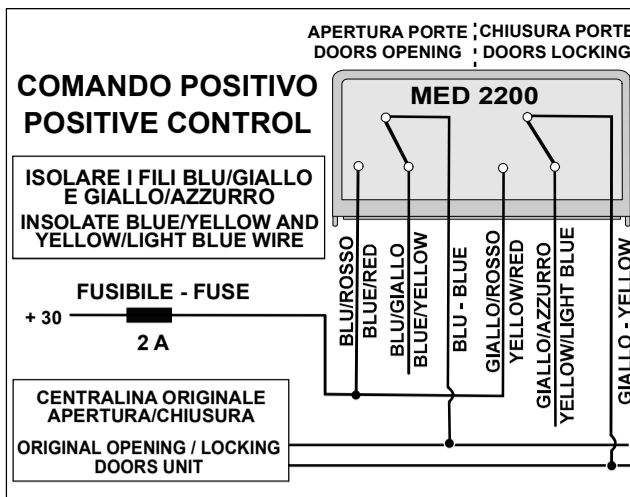 APERTURA PORTE
DOORS OPENING
CHIUSURA PORTE
DOORS LOCKING
COMANDO POSITIVO
POSITIVE CONTROL
MED 2200
ISOLARE I FILI BLU/GIALLO
E GIALLO/AZZURRO
INSOLATE BLUE/YELLOW AND
YELLOW/LIGHT BLUE WIRE
BLU/ROSSO
BLUE/RED
BLU/GIALLO
BLUE/YELLOW
BLU - BLUE
GIALLO/ROSSO
YELLOW/RED
GIALLO/AZZURRO
YELLOW/LIGHT BLUE
GIALLO - YELLOW
FUSIBILE - FUSE
+ 30
2 A
CENTRALINA ORIGINALE
APERTURA/CHIUSURA
ORIGINAL OPENING / LOCKING
DOORS UNIT